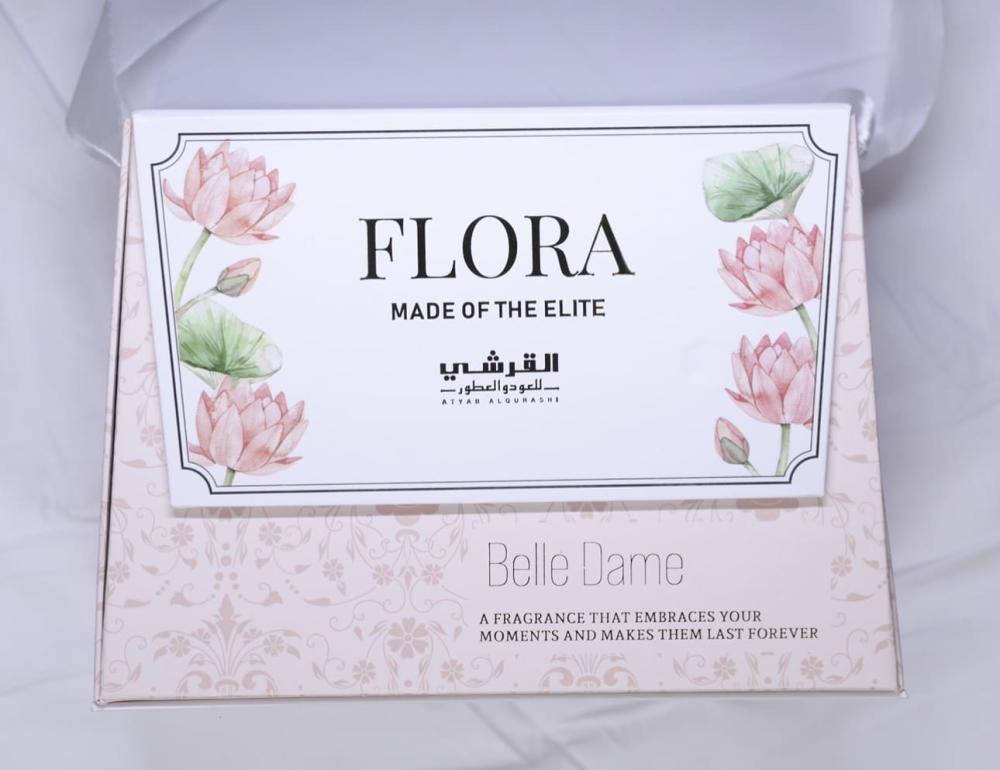 FLORA
MADE OF THE ELITE
القرشي
للعود والعطور
ATYAB ALQURASHI
Belle Dame
A FRAGRANCE THAT EMBRACES YOUR
MOMENTS AND MAKES THEM LAST FOREVER